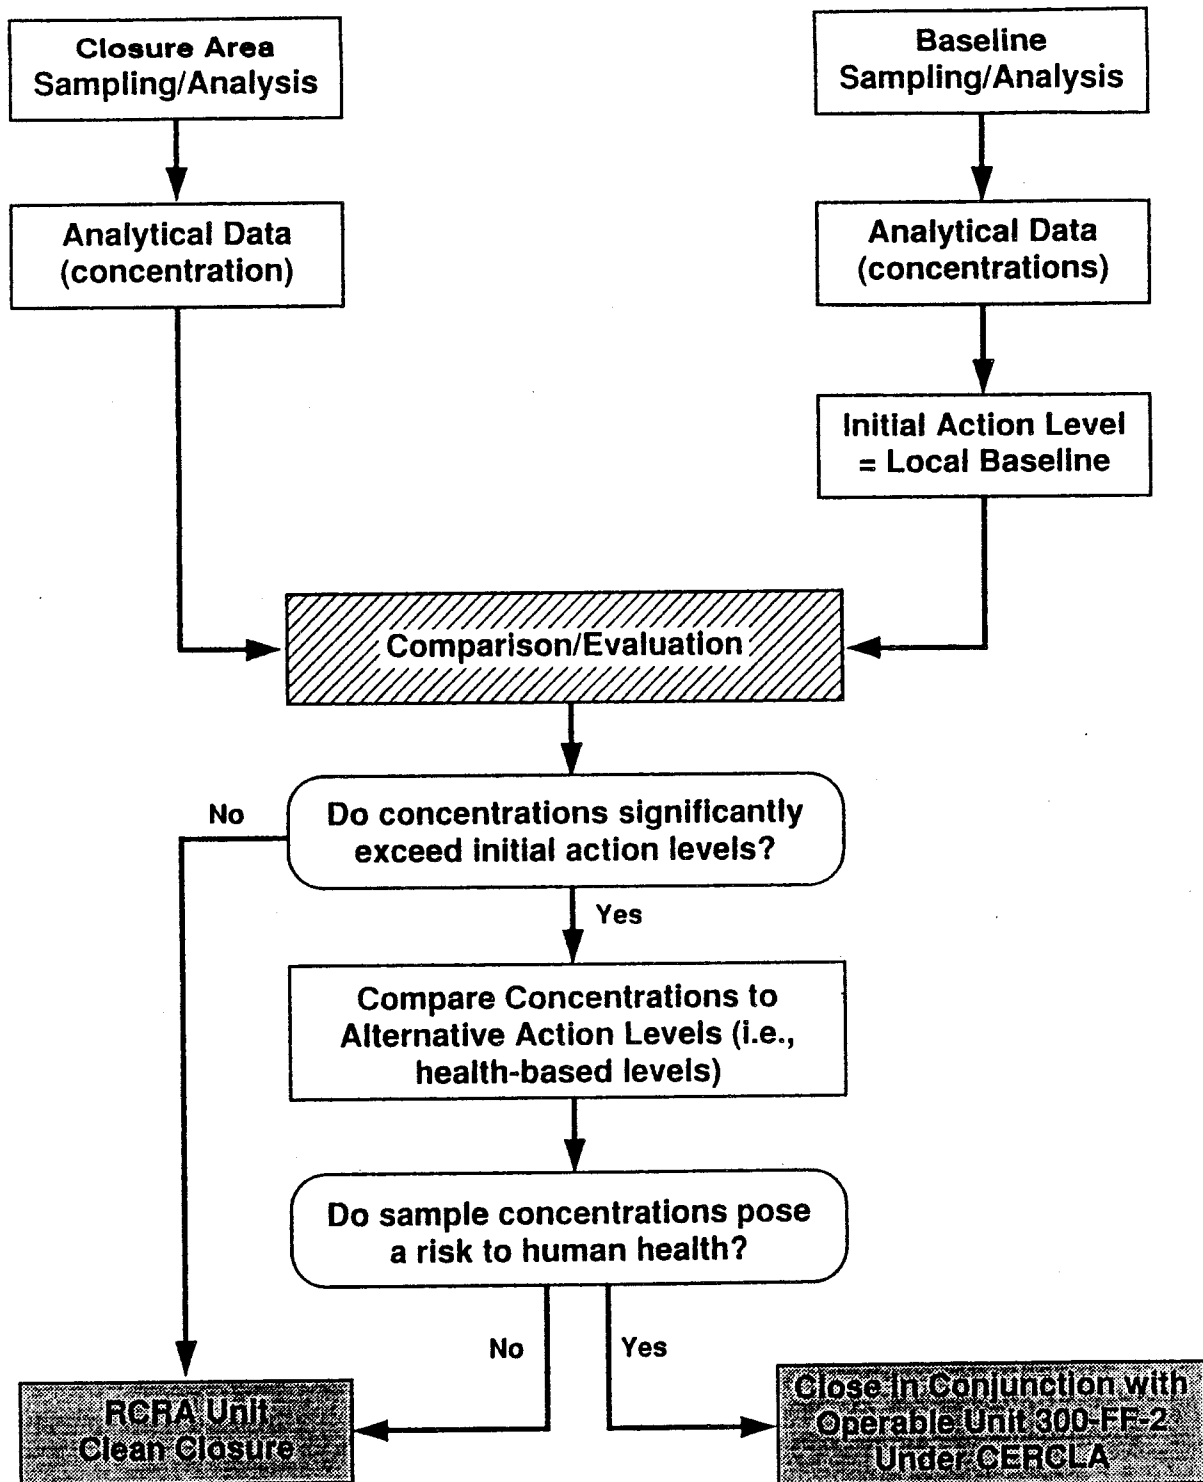 Closure Area
Sampling/Analysis
Baseline
Sampling/Analysis
Analytical Data
(concentration)
Analytical Data
(concentrations)
Initial Action Level
= Local Baseline
Comparison/Evaluation
No
Do concentrations significantly
exceed initial action levels?
Yes
Compare Concentrations to
Alternative Action Levels (i.e.,
health-based levels)
Do sample concentrations pose
a risk to human health?
No
Yes
RCRA Unit
Clean Closure
Close in Conjunction with
Operable Unit 300-FF-2
Under CERCLA